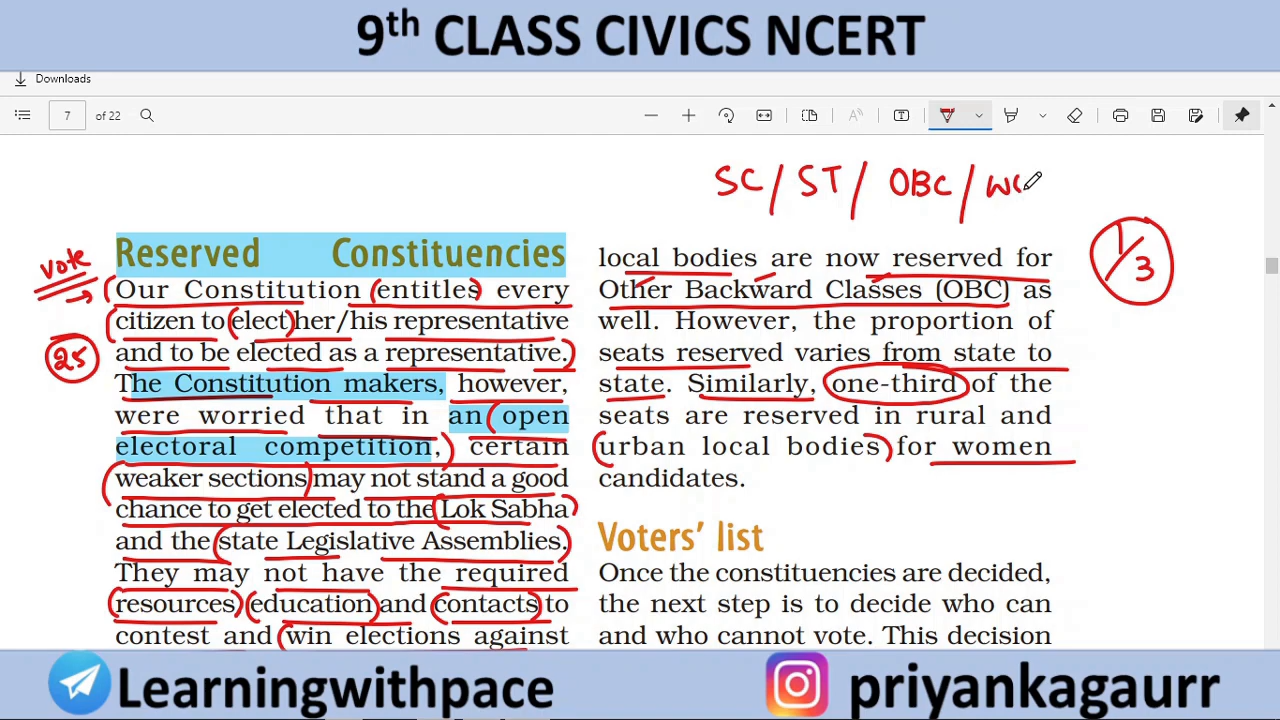 9th CLASS CIVICS NCERT
Downloads
7 of 22
SC / ST / OBC /
vote
25
1/3
Reserved Constituencies
Our Constitution entitles every
citizen to elect her/his representative
and to be elected as a representative.
The Constitution makers, however,
were worried that in an open
electoral competition, certain
weaker sections may not stand a good
chance to get elected to the Lok Sabha
and the state Legislative Assemblies.
They may not have the required
resources, education and contacts to
contest and win elections against
local bodies are now reserved for
Other Backward Classes (OBC) as
well. However, the proportion of
seats reserved varies from state to
state. Similarly, one-third of the
seats are reserved in rural and
urban local bodies for women
candidates.
Voters' list
Once the constituencies are decided,
the next step is to decide who can
and who cannot vote. This decision
Learningwithpace
priyankagaurr